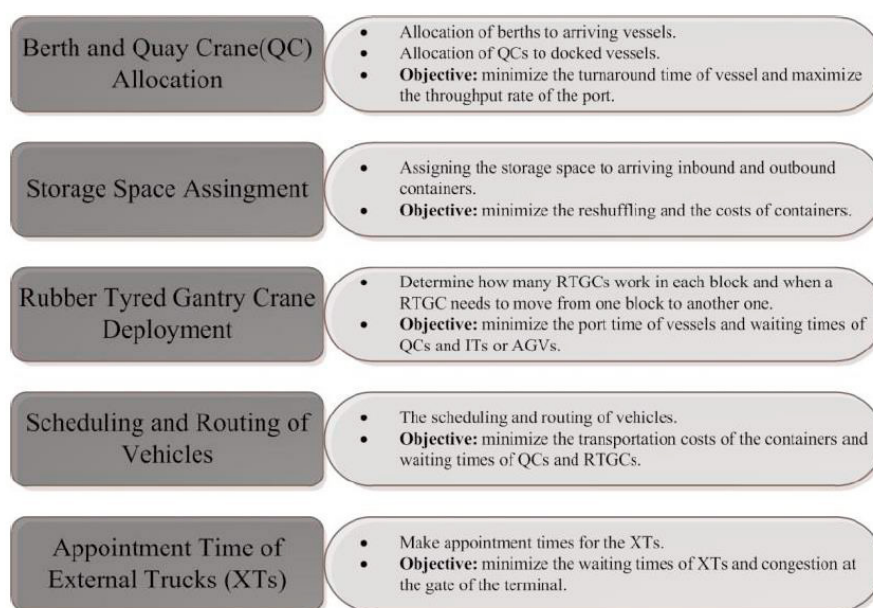 Berth and Quay Crane(QC)
Allocation
• Allocation of berths to arriving vessels.
• Allocation of QCs to docked vessels.
• Objective: minimize the turnaround time of vessel and maximize
the throughput rate of the port.
Storage Space Assingment
• Assigning the storage space to arriving inbound and outbound
containers.
• Objective: minimize the reshuffling and the costs of containers.
Rubber Tyred Gantry Crane
Deployment
• Determine how many RTGCs work in each block and when a
RTGC needs to move from one block to another one.
• Objective: minimize the port time of vessels and waiting times of
QCs and ITs or AGVs.
Scheduling and Routing of
Vehicles
• The scheduling and routing of vehicles.
• Objective: minimize the transportation costs of the containers and
waiting times of QCs and RTGCs.
Appointment Time of
External Trucks (XTs)
• Make appointment times for the XTs.
• Objective: minimize the waiting times of XTs and congestion at
the gate of the terminal.